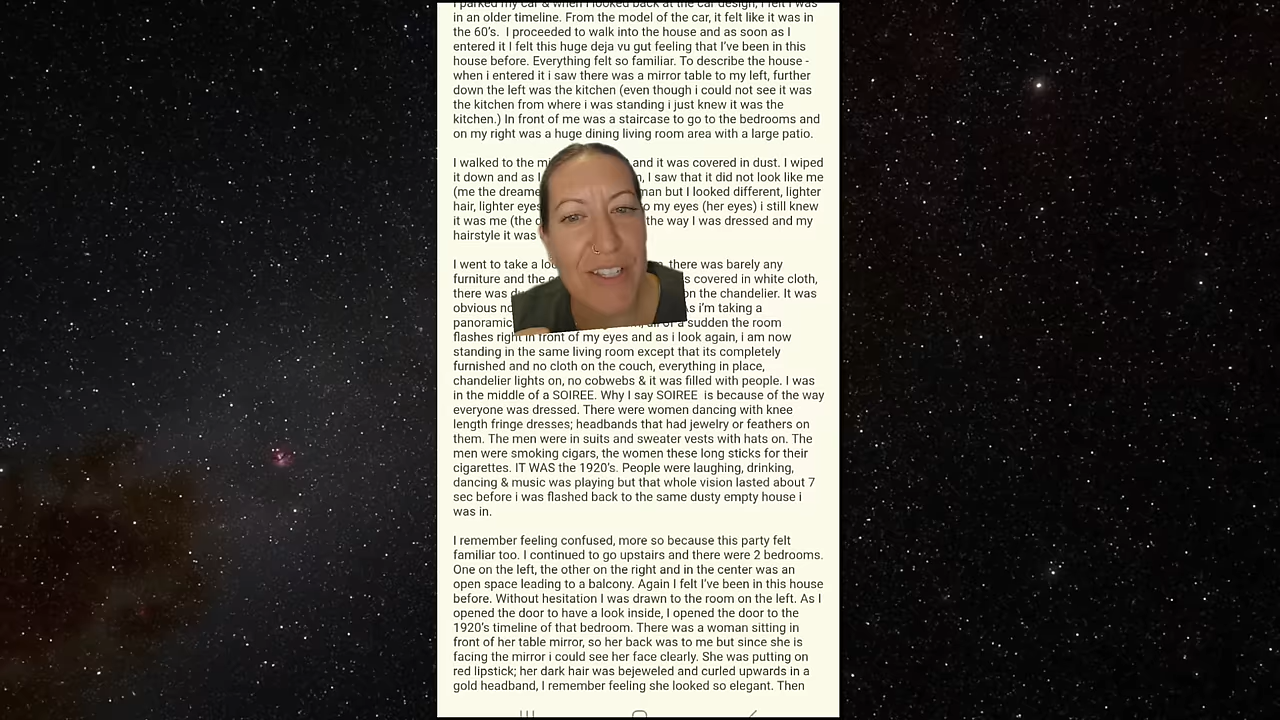 I parked my car & when I looked back at the car design, I felt I was
in an older timeline. From the model of the car, it felt like it was in
the 60's.  I proceeded to walk into the house and as soon as I
entered it I felt this huge deja vu gut feeling that I've been in this
house before. Everything felt so familiar. To describe the house -
when i entered it i saw there was a mirror table to my left, further
down the left was the kitchen (even though i could not see it was
the kitchen from where i was standing i just knew it was the
kitchen.) In front of me was a staircase to go to the bedrooms and
on my right was a huge dining living room area with a large patio.
I walked to the and it was covered in dust. I wiped
it down and as I I saw that it did not look like me
(me the but I looked different, lighter
hair, lighter my eyes (her eyes) i still knew
it was me (the the way I was dressed and my
hairstyle it was
I went to take a there was barely any
furniture and the covered in white cloth,
there was on the chandelier. It was
obvious As i'm taking a
panoramic a sudden the room
flashes right in front of my eyes and as i look again, i am now
standing in the same living room except that its completely
furnished and no cloth on the couch, everything in place,
chandelier lights on, no cobwebs & it was filled with people. I was
in the middle of a SOIREE. Why I say SOIREE  is because of the way
everyone was dressed. There were women dancing with knee
length fringe dresses; headbands that had jewelry or feathers on
them. The men were in suits and sweater vests with hats on. The
men were smoking cigars, the women these long sticks for their
cigarettes. IT WAS the 1920's. People were laughing, drinking,
dancing & music was playing but that whole vision lasted about 7
sec before i was flashed back to the same dusty empty house i
was in.
I remember feeling confused, more so because this party felt
familiar too. I continued to go upstairs and there were 2 bedrooms.
One on the left, the other on the right and in the center was an
open space leading to a balcony. Again I felt I've been in this house
before. Without hesitation I was drawn to the room on the left. As I
opened the door to have a look inside, I opened the door to the
1920's timeline of that bedroom. There was a woman sitting in
front of her table mirror, so her back was to me but since she is
facing the mirror i could see her face clearly. She was putting on
red lipstick; her dark hair was bejeweled and curled upwards in a
gold headband, I remember feeling she looked so elegant. Then